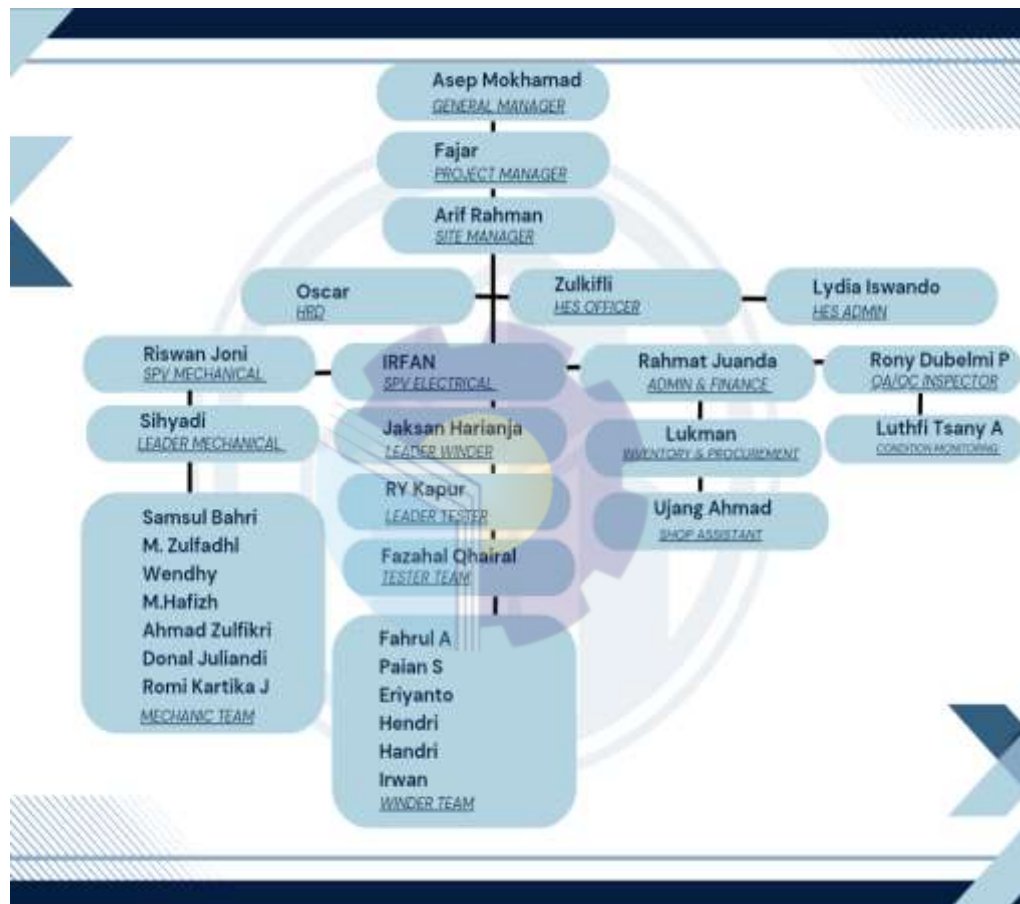 Asep Mokhamad
GENERAL MANAGER
Fajar
PROJECT MANAGER
Arif Rahman
SITE MANAGER
Oscar
HRD
Zulkifli
HES OFFICER
Lydia Iswando
HES ADMIN
Riswan Joni
SPV MECHANICAL
IRFAN
SPV ELECTRICAL
Rahmat Juanda
ADMIN & FINANCE
Rony Dubelmi P
QA/QC INSPECTOR
Sihyadi
LEADER MECHANICAL
Jaksan Harianja
LEADER WINDER
Lukman
INVENTORY & PROCUREMENT
Luthfi Tsany A
CONDITION MONITORING
RY Kapur
LEADER TESTER
Ujang Ahmad
SHOP ASSISTANT
Fazahal Qhairal
TESTER TEAM
Samsul Bahri
M. Zulfadhl
Wendhy
M.Hafizh
Ahmad Zulfikri
Donal Juliandi
Romi Kartika J
MECHANIC TEAM
Fahrul A
Paian S
Eriyanto
Hendri
Handri
Irwan
WINDER TEAM